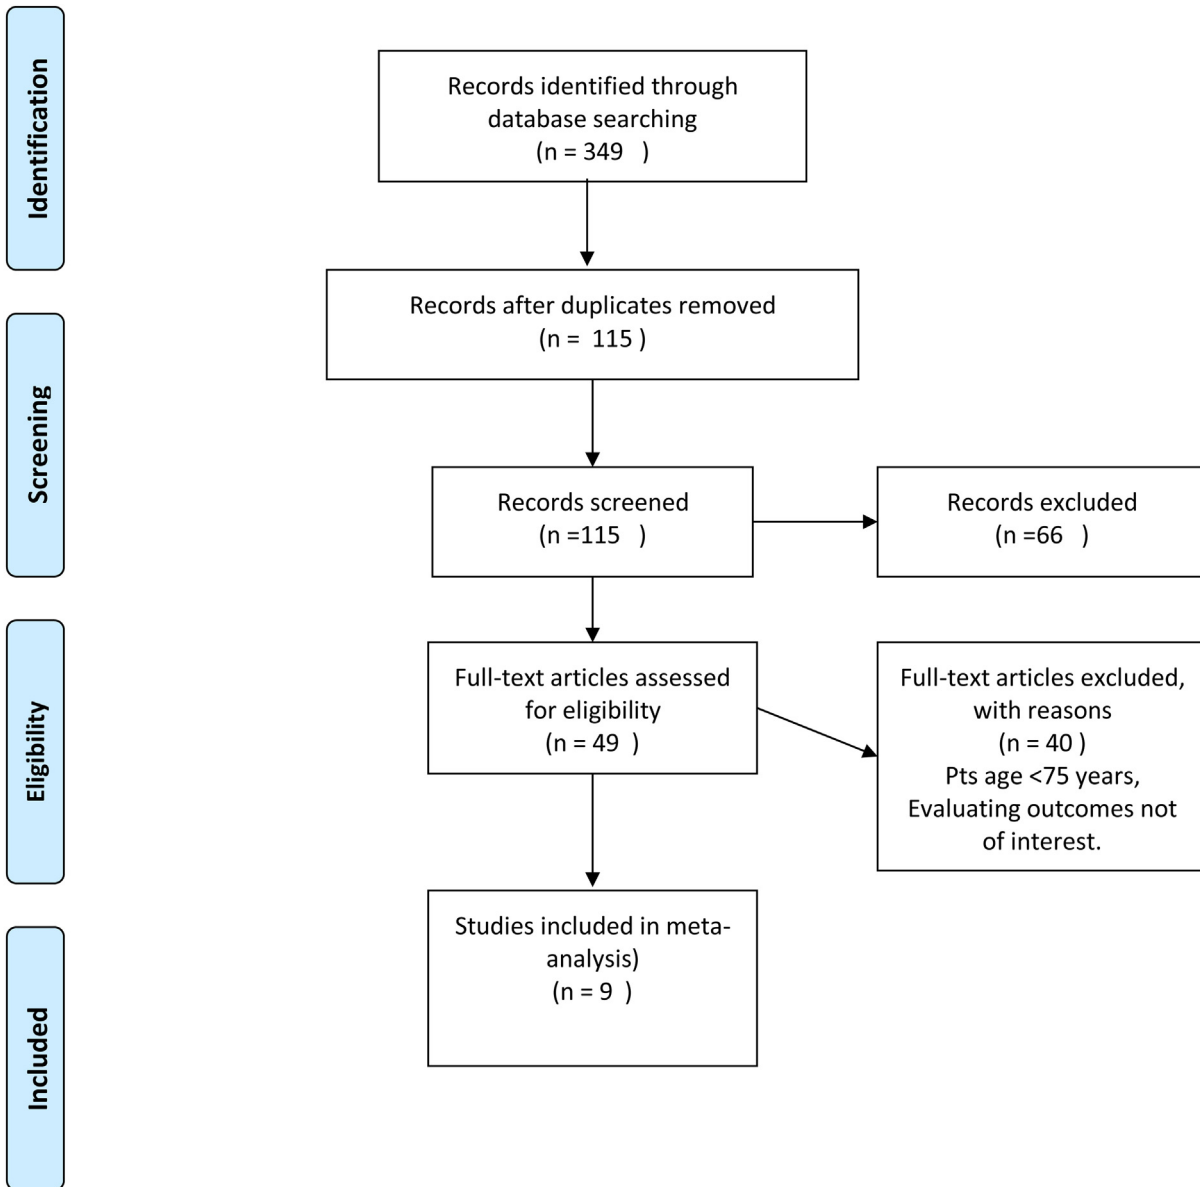 Identification
Records identified through
database searching
(n = 349   )
Records after duplicates removed
(n =  115 )
Screening
Records screened
(n =115   )
Records excluded
(n =66   )
Eligibility
Full-text articles assessed
for eligibility
(n = 49  )
Full-text articles excluded,
with reasons
(n = 40 )
Pts age <75 years,
Evaluating outcomes not
of interest.
Included
Studies included in meta-
analysis)
(n = 9  )